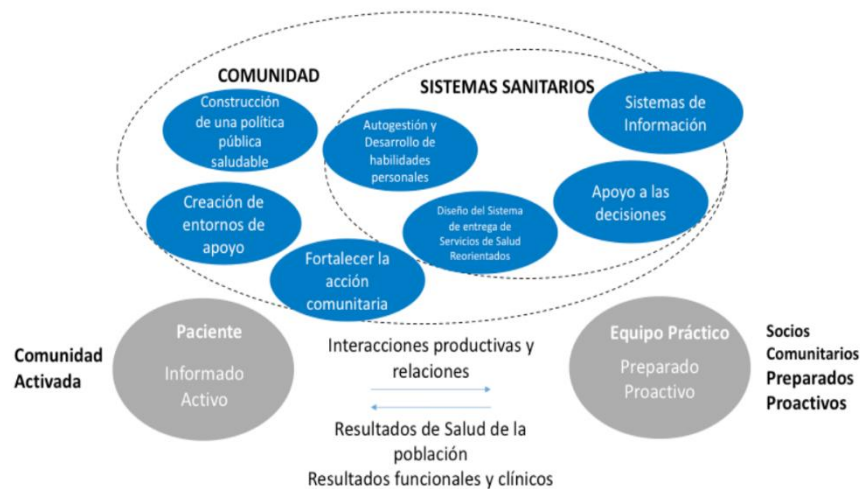 COMUNIDAD
SISTEMAS SANITARIOS
Construcción
de una política
pública
saludable
Autogestión y
Desarrollo de
habilidades
personales
Sistemas de
Información
Creación de
entornos de
apoyo
Diseño del Sistema
de entrega de
Servicios de Salud
Reorientados
Apoyo a las
decisiones
Fortalecer la
acción
comunitaria
Comunidad
Activada
Paciente
Informado
Activo
Interacciones productivas y
relaciones
Resultados de Salud de la
población
Resultados funcionales y clínicos
Equipo Práctico
Preparado
Proactivo
Socios
Comunitarios
Preparados
Proactivos